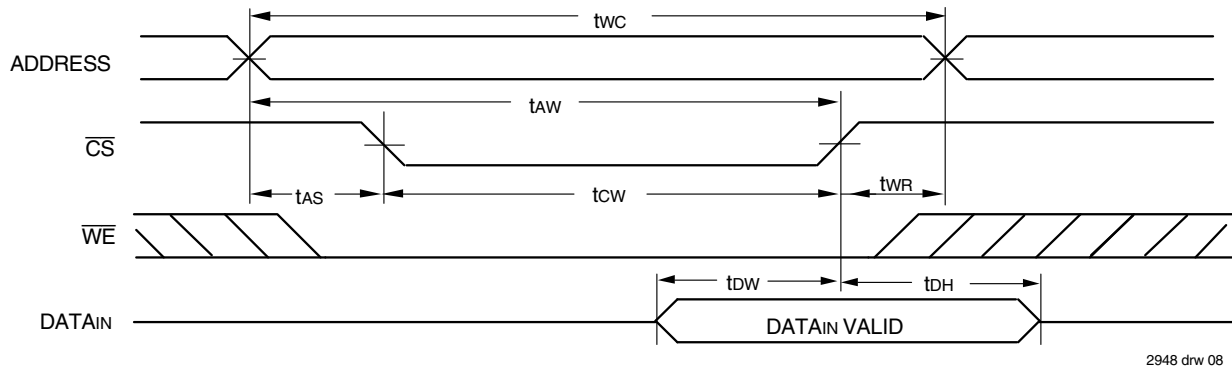 tWC
ADDRESS
tAW
CS
tAS
tCW
tWR
WE
tDW
tDH
DATAIN
DATAIN VALID
2948 drw 08